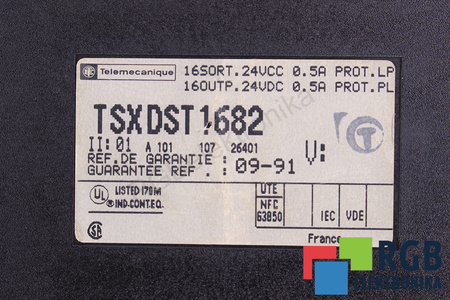 Telemecanique
16SORT.24VCC 0.5A PROT.LP
16OUTP.24VDC 0.5A PROT.PL
TSXDST1682
II: 01 A 101 107 26401
V:
REF.DE GARANTIE :
GUARANTEE REF . : 09-91
UL LISTED 176M
IND.CONT.EQ.
UTE
NFC
63850
IEC VDE
France
RGB
ELEKTRONIKA